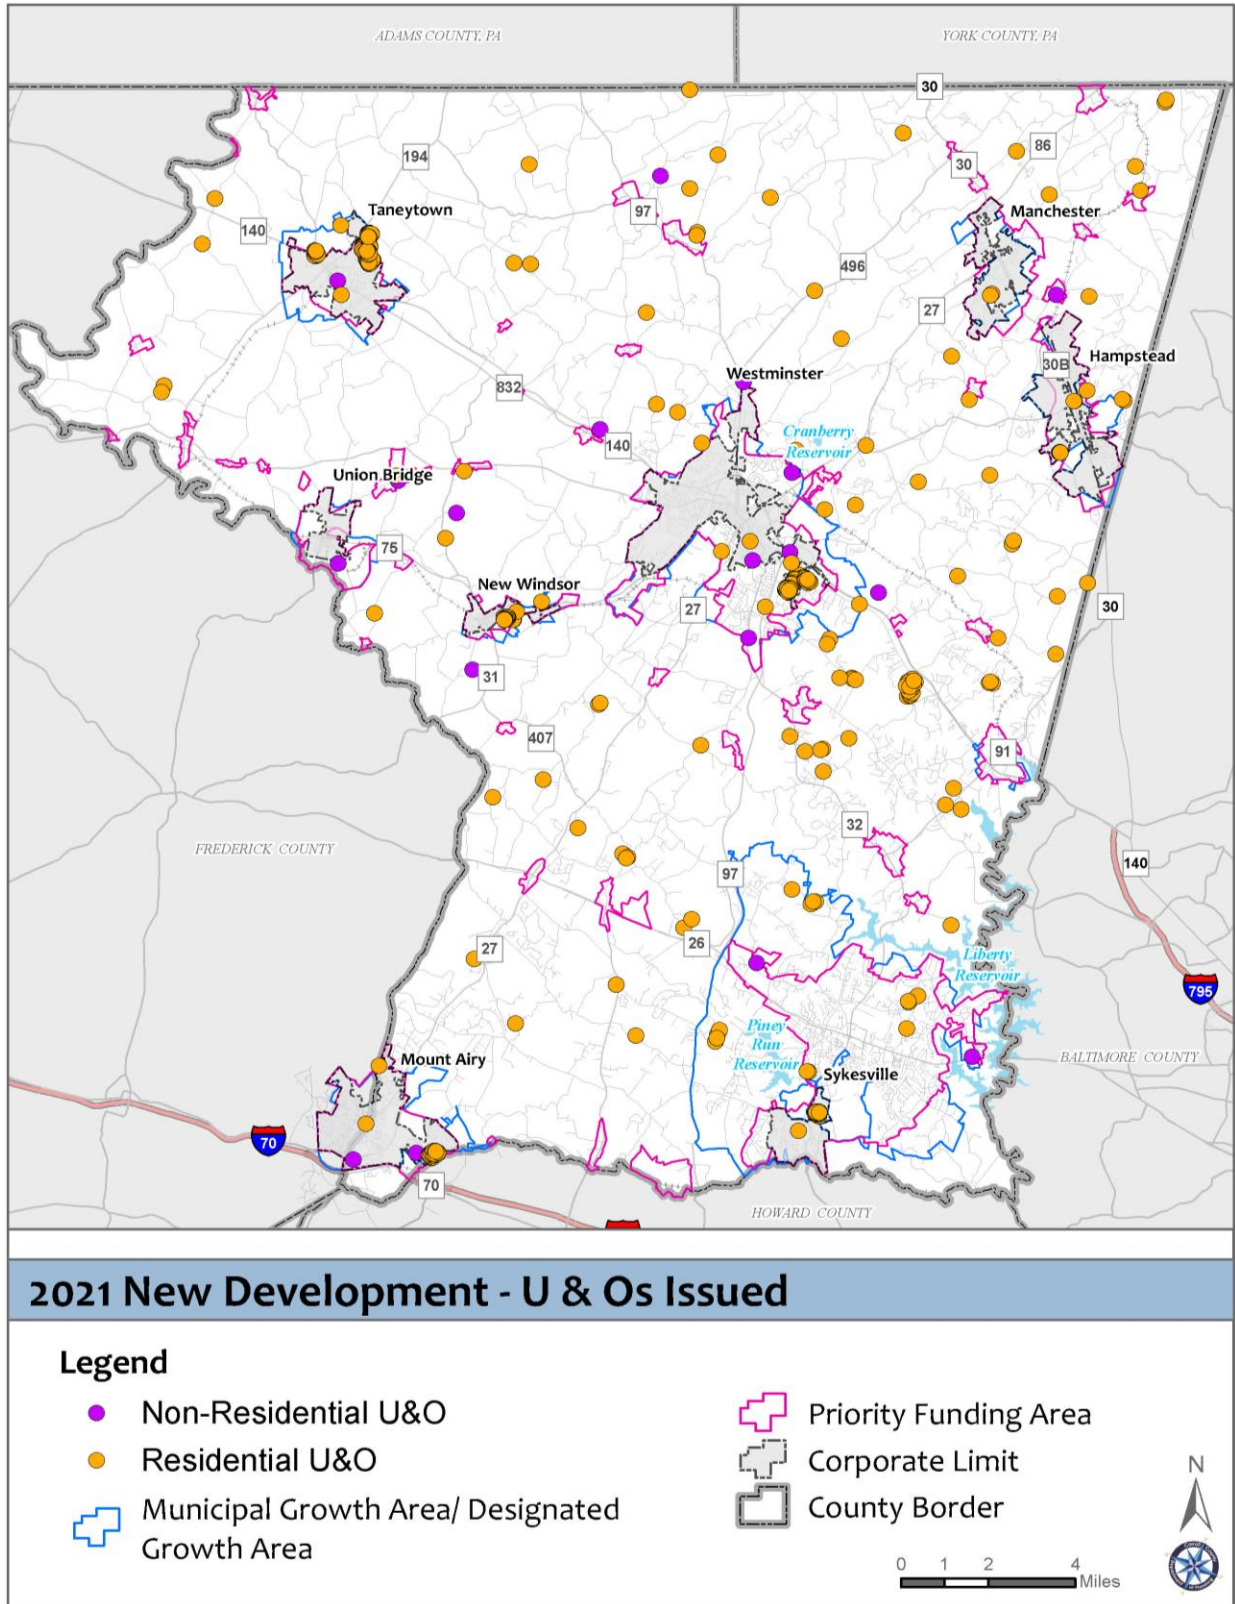 ADAMS COUNTY, PA
YORK COUNTY, PA
30
194
86
30
Taneytown
97
Manchester
140
496
27
Hampstead
30B
Westminster
832
Cranberry
Reservoir
140
Union Bridge
75
New Windsor
27
30
31
407
91
32
FREDERICK COUNTY
97
140
27
26
Liberty
Reservoir
795
Piney
Run
Reservoir
Mount Airy
Sykesville
BALTIMORE COUNTY
70
70
HOWARD COUNTY
2021 New Development - U & Os Issued
Legend
Non-Residential U&O
Residential U&O
Municipal Growth Area/ Designated
Growth Area
Priority Funding Area
Corporate Limit
County Border
N
0 1 2 4
Miles